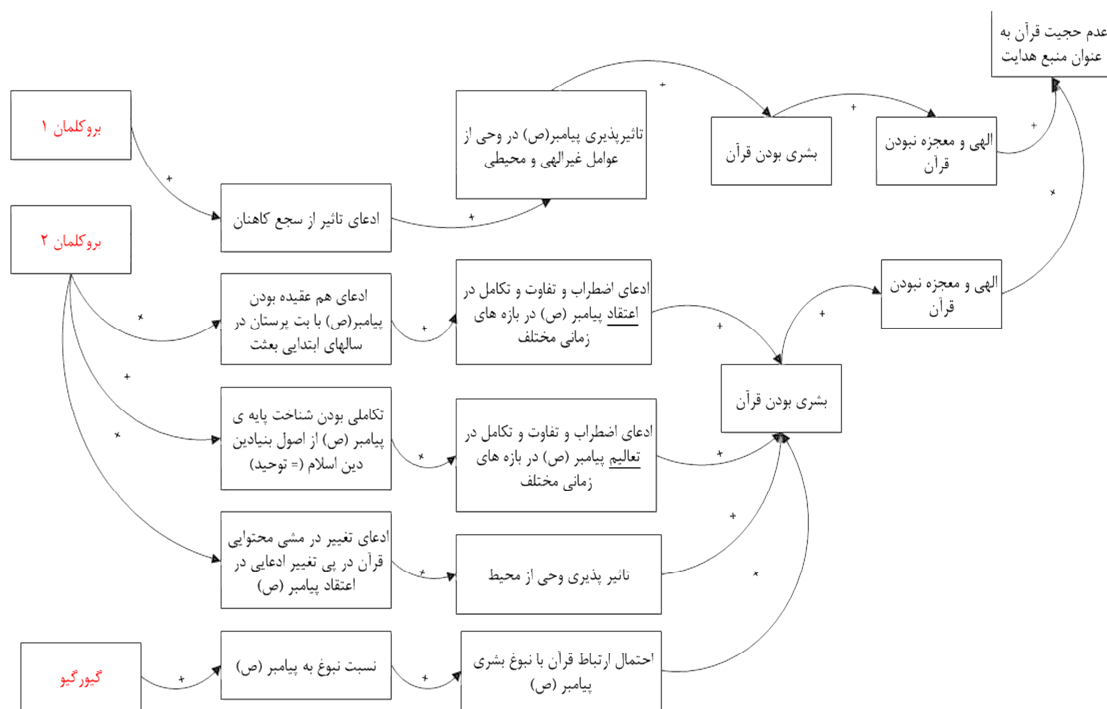 عدم حجیت قرآن به
عنوان منبع هدایت
بروکلمان ۱
تاثیرپذیری پیامبر(ص) در وحی از
عوامل غیرالهی و محیطی
بشری بودن قرآن
الهی و معجزه نبودن
قرآن
ادعای تاثیر از سجع کاهنان
بروکلمان ۲
ادعای هم عقیده بودن
پیامبر(ص) با بت پرستان در
سالهای ابتدایی بعثت
ادعای اضطراب و تفاوت و تکامل در
اعتقاد پیامبر (ص) در بازه های
زمانی مختلف
الهی و معجزه نبودن
قرآن
تکاملی بودن شناخت پایه ی
پیامبر (ص) از اصول بنیادین
دین اسلام (= توحید)
ادعای اضطراب و تفاوت و تکامل در
تعالیم پیامبر (ص) در بازه های
زمانی مختلف
بشری بودن قرآن
ادعای تغییر در مشی محتوایی
قرآن در پی تغییر ادعایی در
اعتقاد پیامبر (ص)
تاثیر پذیری وحی از محیط
گیورگیو
نسبت نبوغ به پیامبر (ص)
احتمال ارتباط قرآن با نبوغ بشری
پیامبر (ص)